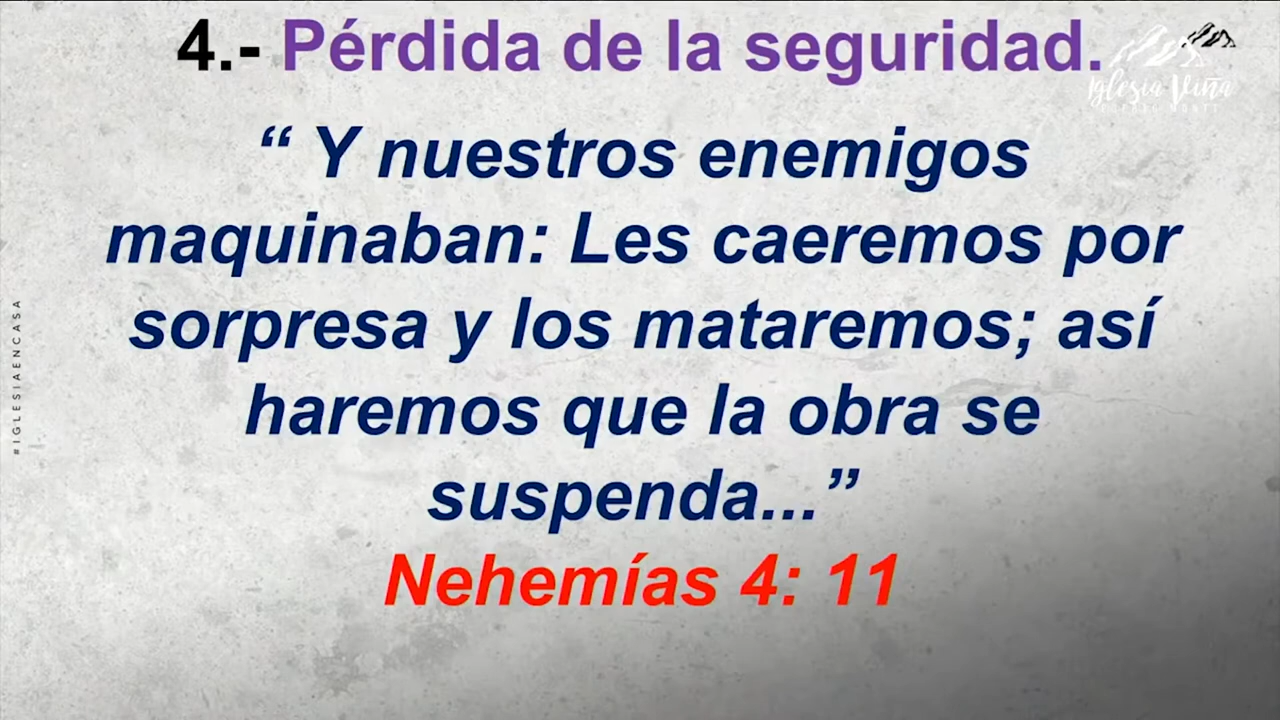 4.- Pérdida de la seguridad.
Iglesia Viña
“ Y nuestros enemigos
maquinaban: Les caeremos por
sorpresa y los mataremos; así
haremos que la obra se
suspenda...”
Nehemías 4: 11
#IGLESIAENCASA